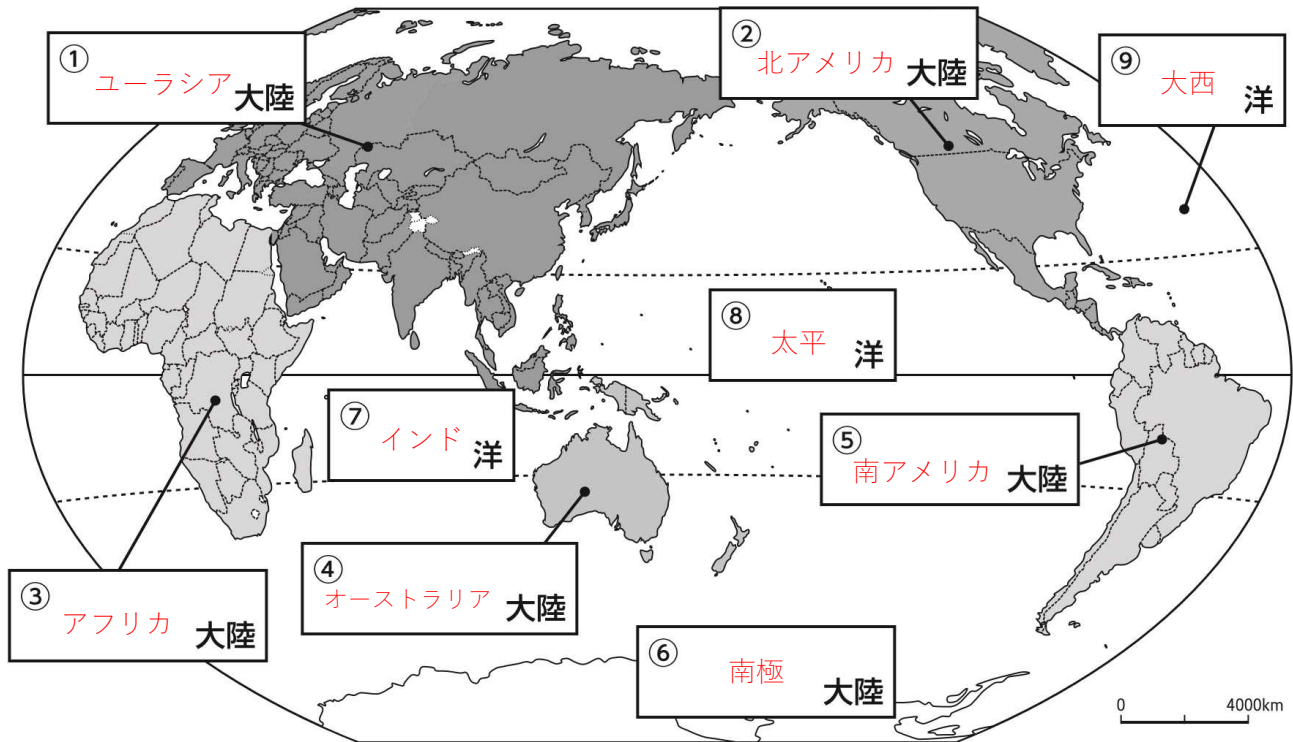 ①
ユーラシア 大陸
②
北アメリカ 大陸
⑨
大西 洋
⑧
太平 洋
⑦
インド 洋
⑤
南アメリカ 大陸
④
オーストラリア 大陸
③
アフリカ 大陸
⑥
南極 大陸
0 4000km